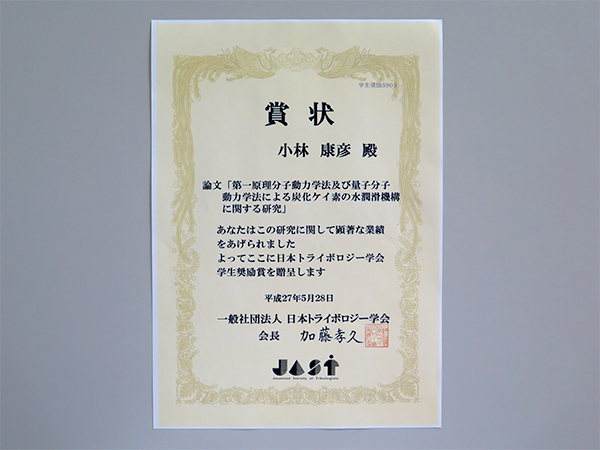 学生奨励5903
賞状
小林 康彦 殿
論文「第一原理分子動力学法及び量子分子
動力学法による炭化ケイ素の水潤滑機構
に関する研究」
あなたはこの研究に関して顕著な業績
をあげられました
よってここに日本トライボロジー学会
学生奨励賞を贈呈します
平成27年5月28日
一般社団法人 日本トライボロジー学会
会長 加藤孝久
JAST
Japanese Society of Tribologists